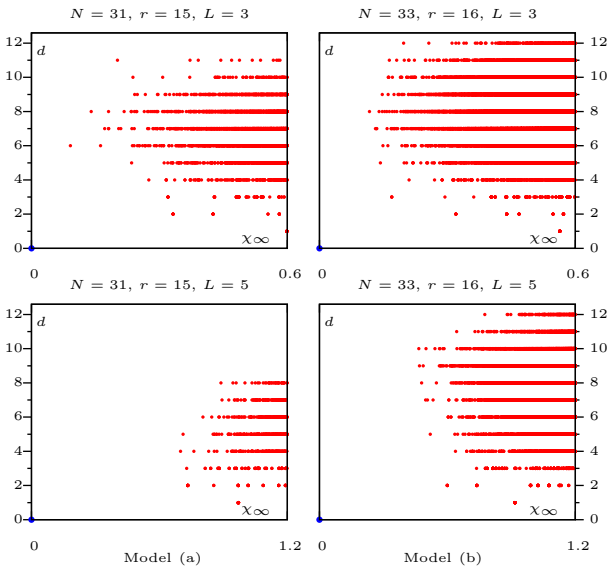 N = 31, r = 15, L = 3
N = 33, r = 16, L = 3
12
d
d
12
10
10
8
8
6
6
4
4
2
2
0
χ∞
χ∞
0
0
0.6
0
0.6
N = 31, r = 15, L = 5
N = 33, r = 16, L = 5
12
d
d
12
10
10
8
8
6
6
4
4
2
2
0
χ∞
χ∞
0
0
1.2
0
1.2
Model (a)
Model (b)